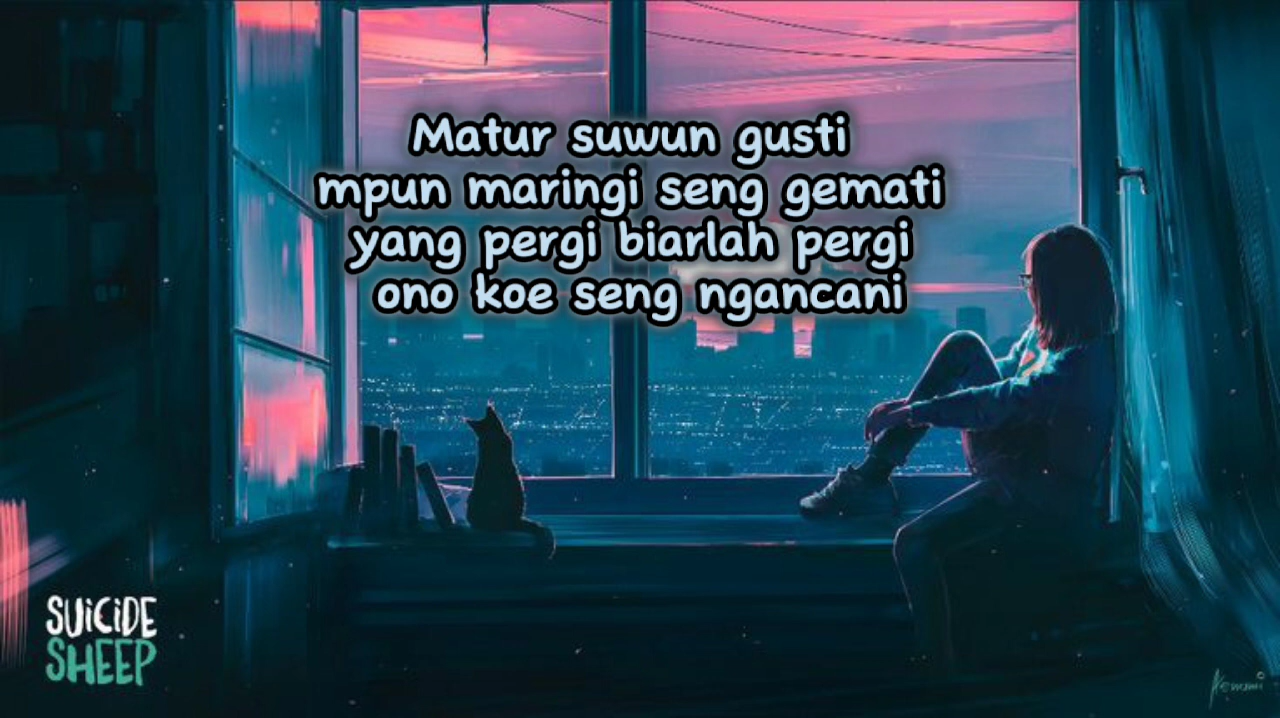 Matur suwun gusti
mpun maringi seng gemati
yang pergi biarlah pergi
ono koe seng ngancani
SUiCiDE
SHEEP